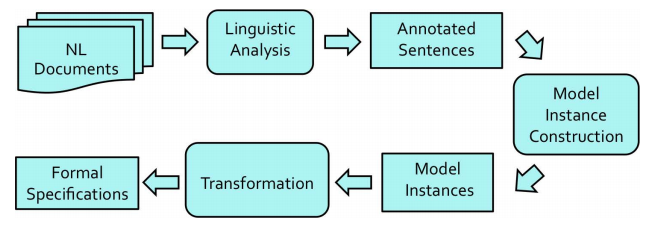 NL
Documents
Linguistic
Analysis
Annotated
Sentences
Model
Instance
Construction
Model
Instances
Transformation
Formal
Specifications